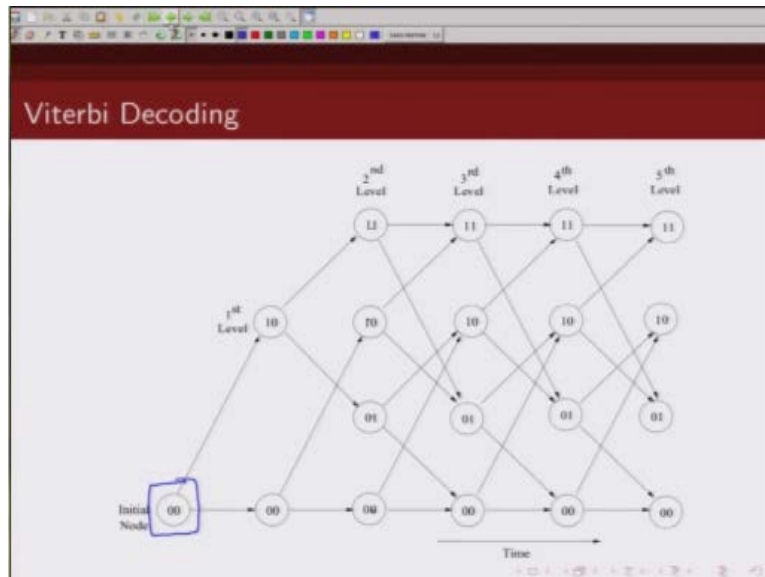 Viterbi Decoding
2nd Level
3rd Level
4th Level
5th Level
11 11 11 11
1st Level
10 10 10 10 10
01 01 01 01
Initial Node
00 00 00 00 00 00
Time